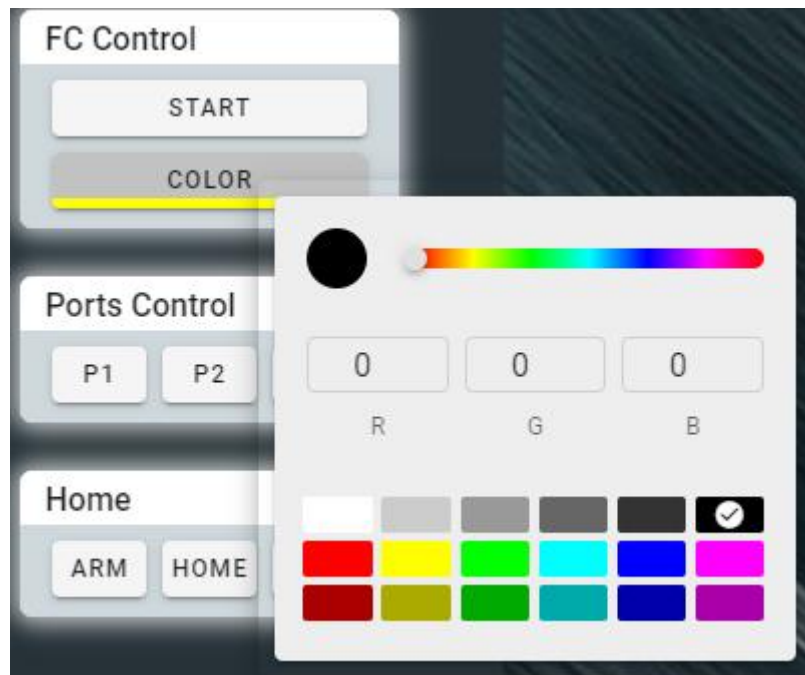 FC Control
START
COLOR
Ports Control
P1 P2
Home
ARM HOME
0 0 0
R G B